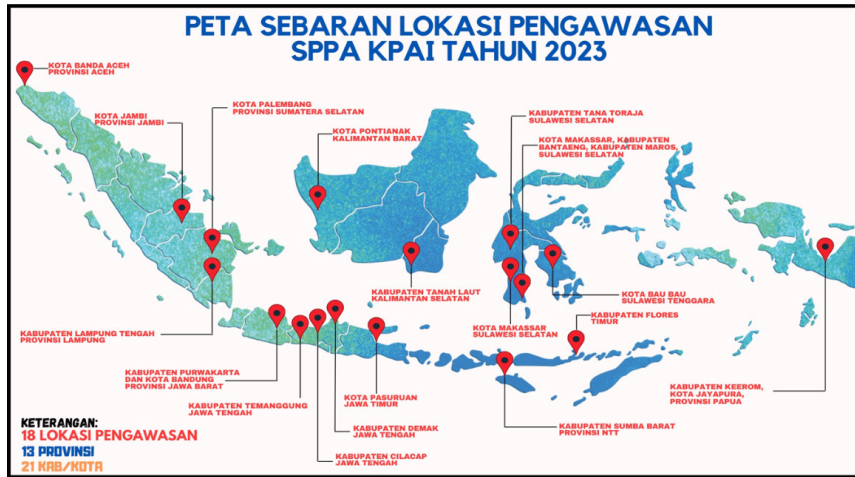 PETA SEBARAN LOKASI PENGAWASAN
SPPA KPAI TAHUN 2023
KOTA BANDA ACEH
PROVINSI ACEH
KOTA JAMBI
PROVINSI JAMBI
KOTA PALEMBANG
PROVINSI SUMATERA SELATAN
KOTA PONTIANAK
KALIMANTAN BARAT
KABUPATEN TANA TORAJA
SULAWESI SELATAN
KOTA MAKASSAR, KABUPATEN
BANTAENG, KABUPATEN MAROS,
SULAWESI SELATAN
KABUPATEN TANAH LAUT
KALIMANTAN SELATAN
KOTA BAU BAU
SULAWESI TENGGARA
KABUPATEN LAMPUNG TENGAH
PROVINSI LAMPUNG
KOTA MAKASSAR
SULAWESI SELATAN
KABUPATEN FLORES
TIMUR
KABUPATEN PURWAKARTA
DAN KOTA BANDUNG
PROVINSI JAWA BARAT
KABUPATEN TEMANGGUNG
JAWA TENGAH
KOTA PASURUAN
JAWA TIMUR
KABUPATEN KEEROM,
KOTA JAYAPURA,
PROVINSI PAPUA
KABUPATEN DEMAK
JAWA TENGAH
KABUPATEN SUMBA BARAT
PROVINSI NTT
KABUPATEN CILACAP
JAWA TENGAH
KETERANGAN:
18 LOKASI PENGAWASAN
13 PROVINSI
21 KAB/KOTA